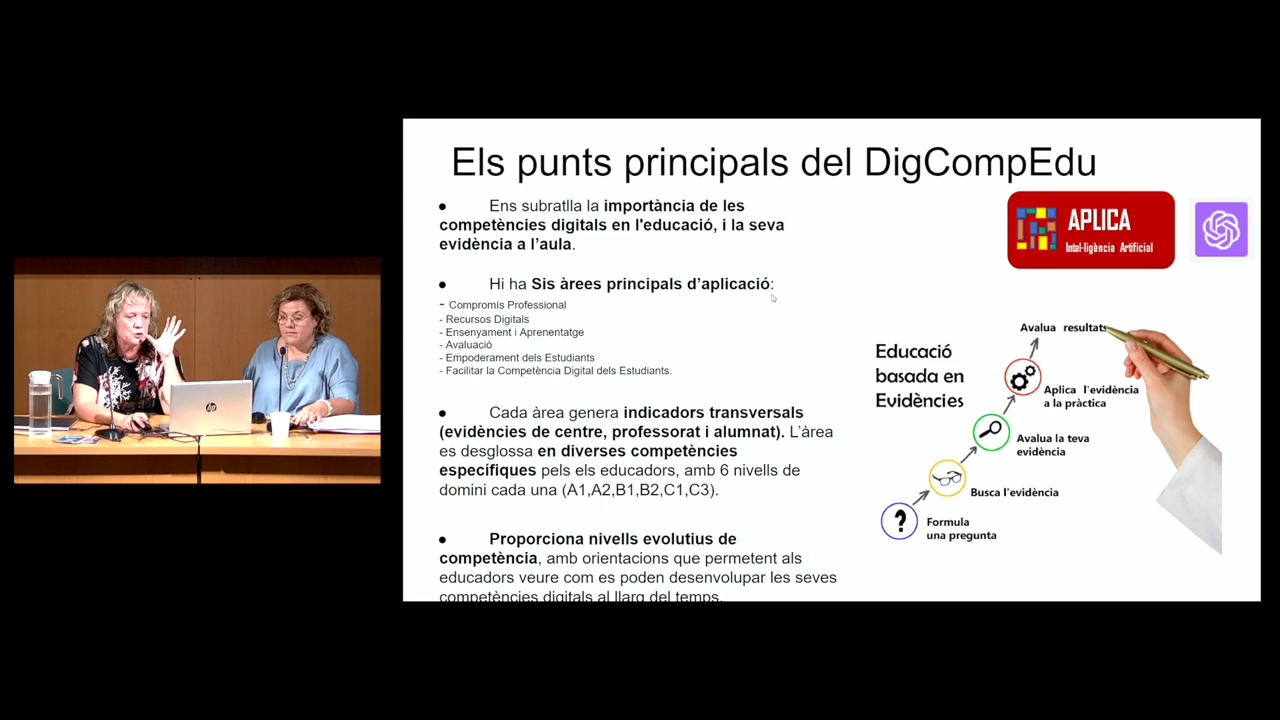 Els punts principals del DigCompEdu
● Ens subratlla la importància de les
competències digitals en l'educació, i la seva
evidència a l’aula.
● Hi ha Sis àrees principals d’aplicació:
- Compromís Professional
- Recursos Digitals
- Ensenyament i Aprenentatge
- Avaluació
- Empoderament dels Estudiants
- Facilitar la Competència Digital dels Estudiants.
● Cada àrea genera indicadors transversals
(evidències de centre, professorat i alumnat). L’àrea
es desglossa en diverses competències
específiques pels els educadors, amb 6 nivells de
domini cada una (A1,A2,B1,B2,C1,C3).
● Proporciona nivells evolutius de
competència, amb orientacions que permetent als
educadors veure com es poden desenvolupar les seves
competències digitals al llarg del temps.
APLICA
Intel·ligència Artificial
Educació
basada en
Evidències
Avalua resultats
Aplica l'evidència
a la pràctica
Avalua la teva
evidència
Busca l'evidència
?
Formula
una pregunta
hp